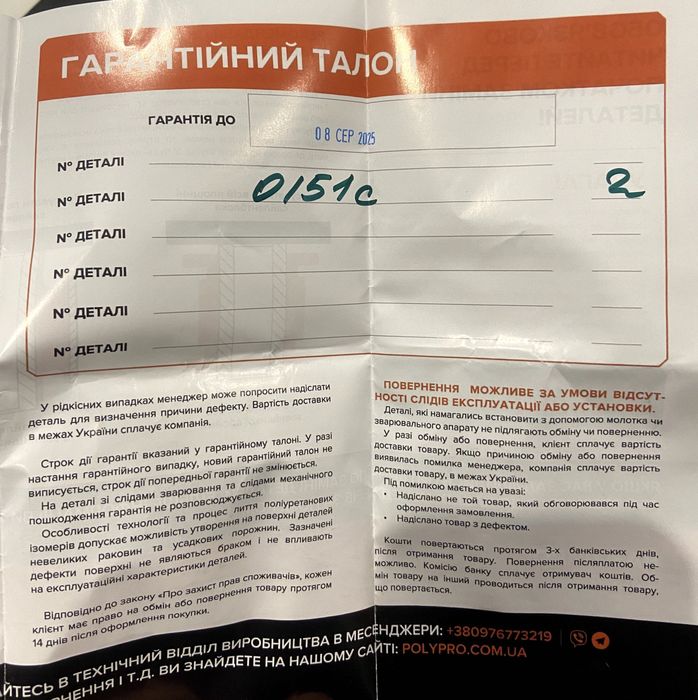 ГАРАНТІЙНИЙ ТАЛОН
ГАРАНТІЯ ДО 08 СЕР 2025
N° ДЕТАЛІ
N° ДЕТАЛІ 0151с 2
N° ДЕТАЛІ
N° ДЕТАЛІ
N° ДЕТАЛІ
N° ДЕТАЛІ
У рідкісних випадках менеджер може попросити надіслати
деталь для визначення причини дефекту. Вартість доставки
в межах України сплачує компанія.
Строк дії гарантії вказаний у гарантійному талоні. У разі
настання гарантійного випадку, новий гарантійний талон не
виписується, строк дії попередньої гарантії не змінюється.
На деталі зі слідами зварювання та слідами механічного
пошкодження гарантія не розповсюджується.
Особливості технології та процес лиття поліуретанових
ізомерів допускає можливість утворення на поверхні деталей
невеликих раковин та усадкових порожнин. Зазначені
дефекти поверхні не являються браком і не впливають
на експлуатаційні характеристики деталей.
Відповідно до закону «Про захист прав споживачів», кожен
клієнт має право на обмін або повернення товару протягом
14 днів після оформлення покупки.
ПОВЕРНЕННЯ МОЖЛИВЕ ЗА УМОВИ ВІДСУТ-
НОСТІ СЛІДІВ ЕКСПЛУАТАЦІЇ АБО УСТАНОВКИ.
Деталі, які намагались встановити з допомогою молотка чи
зварювального апарату не підлягають обміну чи поверненню.
У разі обміну або повернення, клієнт сплачує вартість
доставки товару. Якщо причиною обміну або повернення
виявилась помилка менеджера, компанія сплачує вартість
доставки товару, в межах України.
Під помилкою мається на увазі:
• Надіслано не той товар, який обговорювався під час
оформлення замовлення.
• Надіслано товар з дефектом.
Кошти повертаються протягом 3-х банківських днів,
після отримання товару. Повернення післяплатою не-
можливо. Комісію банку сплачує отримувач коштів. Об-
мін товару на інший проводиться після отримання товару,
що повертається.
АЙТЕСЬ В ТЕХНІЧНИЙ ВІДДІЛ ВИРОБНИЦТВА В МЕСЕНДЖЕРИ: +380976773219
РНЕННЯ І Т.Д. ВИ ЗНАЙДЕТЕ НА НАШОМУ САЙТІ: POLYPRO.COM.UA